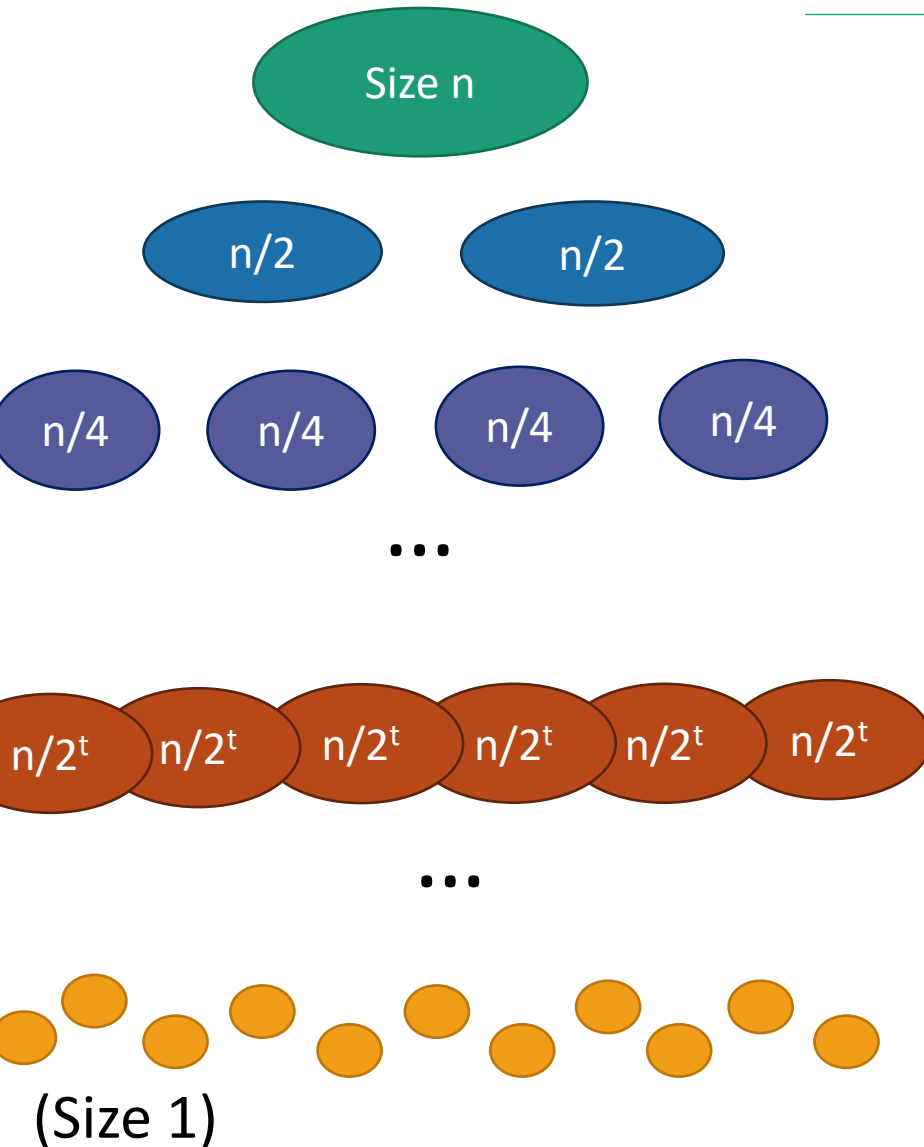 Size n
n/2 n/2
n/4 n/4 n/4 n/4
...
n/2ᵗ n/2ᵗ n/2ᵗ n/2ᵗ n/2ᵗ n/2ᵗ
...
(Size 1)